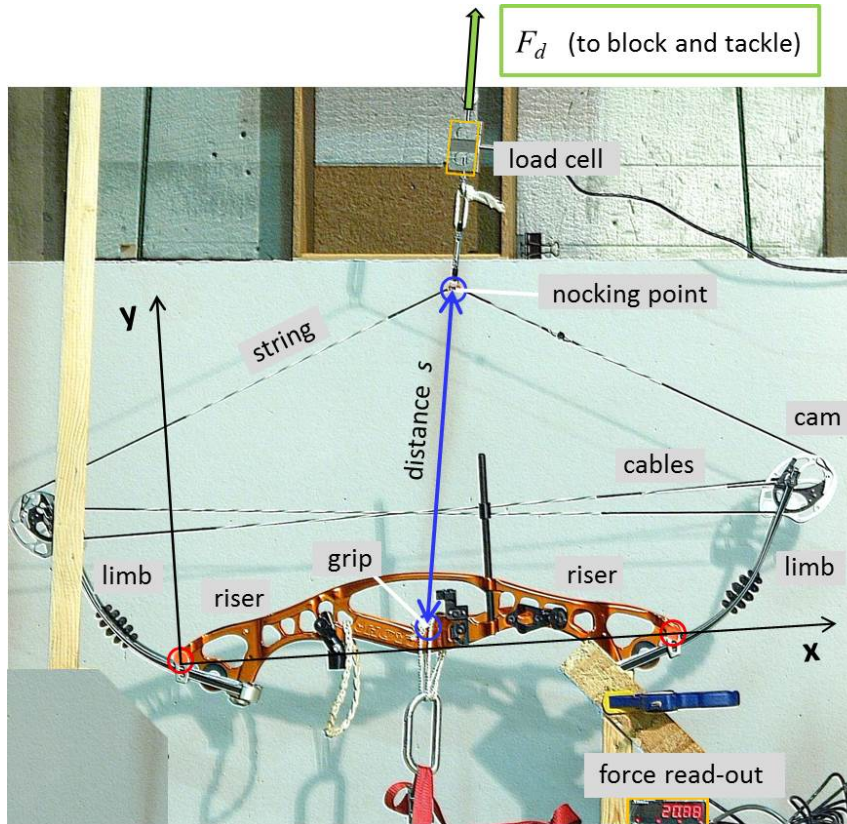 F_d (to block and tackle)
load cell
nocking point
y
string
distance s
cam
cables
grip
limb
riser
riser
limb
x
force read-out
20.88